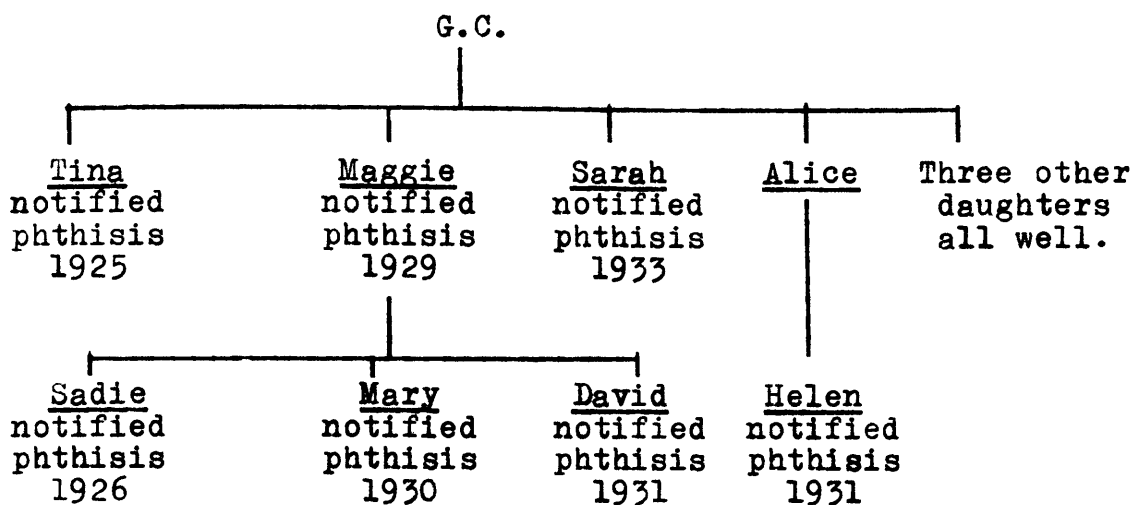 G.C.
Tina
notified
phthisis
1925
Maggie
notified
phthisis
1929
Sarah
notified
phthisis
1933
Alice
Three other
daughters
all well.
Sadie
notified
phthisis
1926
Mary
notified
phthisis
1930
David
notified
phthisis
1931
Helen
notified
phthisis
1931